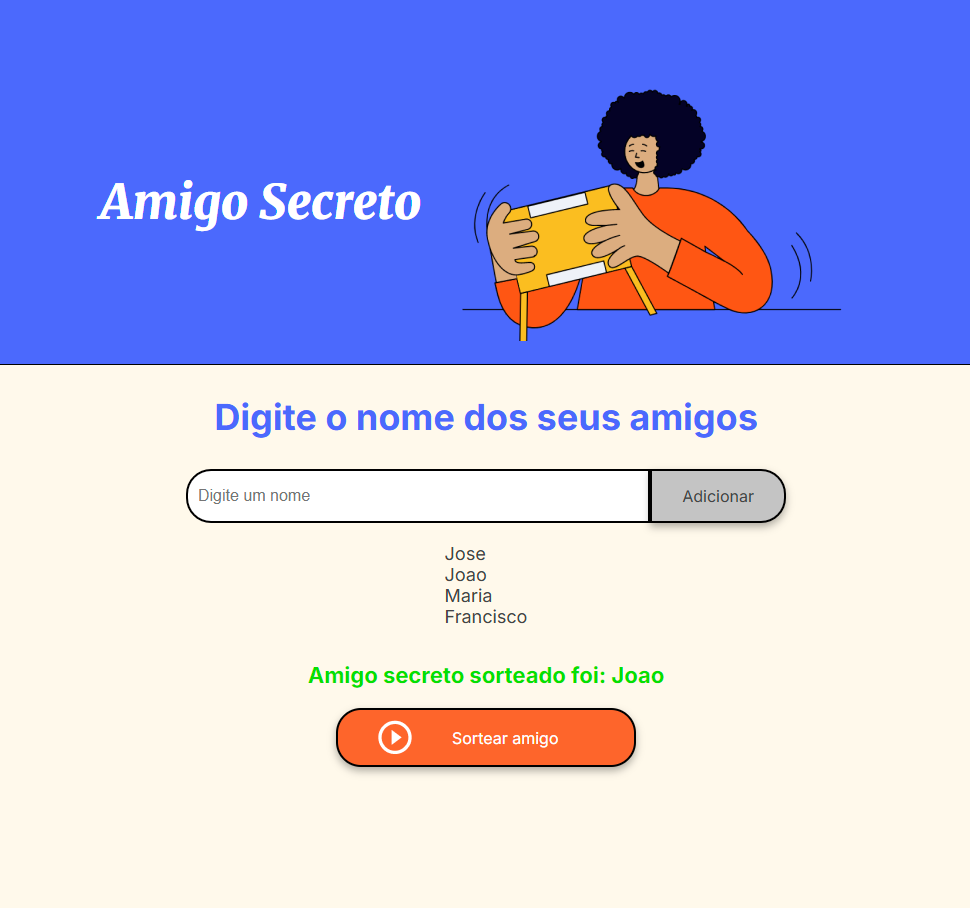 Amigo Secreto
Digite o nome dos seus amigos
Digite um nome
Adicionar
Jose
Joao
Maria
Francisco
Amigo secreto sorteado foi: Joao
Sortear amigo